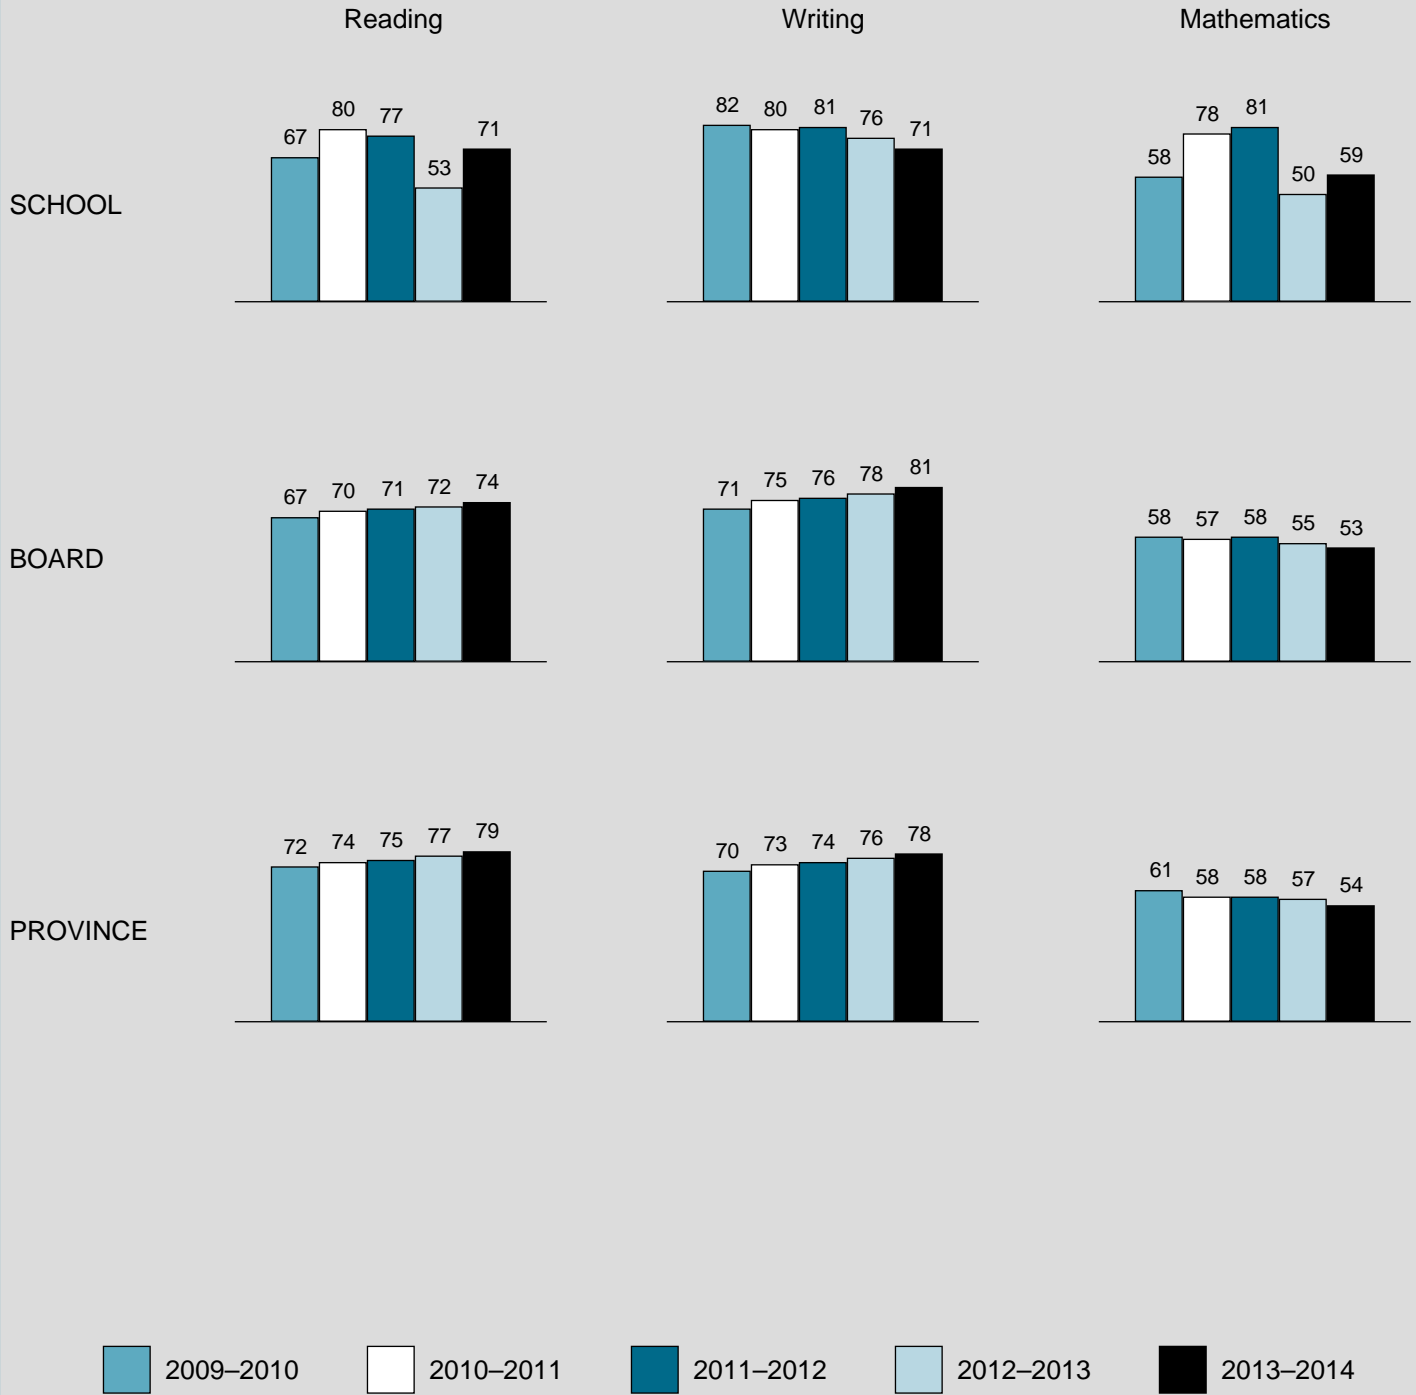 Reading Writing Mathematics
SCHOOL
67 80 77 53 71
82 80 81 76 71
58 78 81 50 59
BOARD
67 70 71 72 74
71 75 76 78 81
58 57 58 55 53
PROVINCE
72 74 75 77 79
70 73 74 76 78
61 58 58 57 54
2009–2010 2010–2011 2011–2012 2012–2013 2013–2014